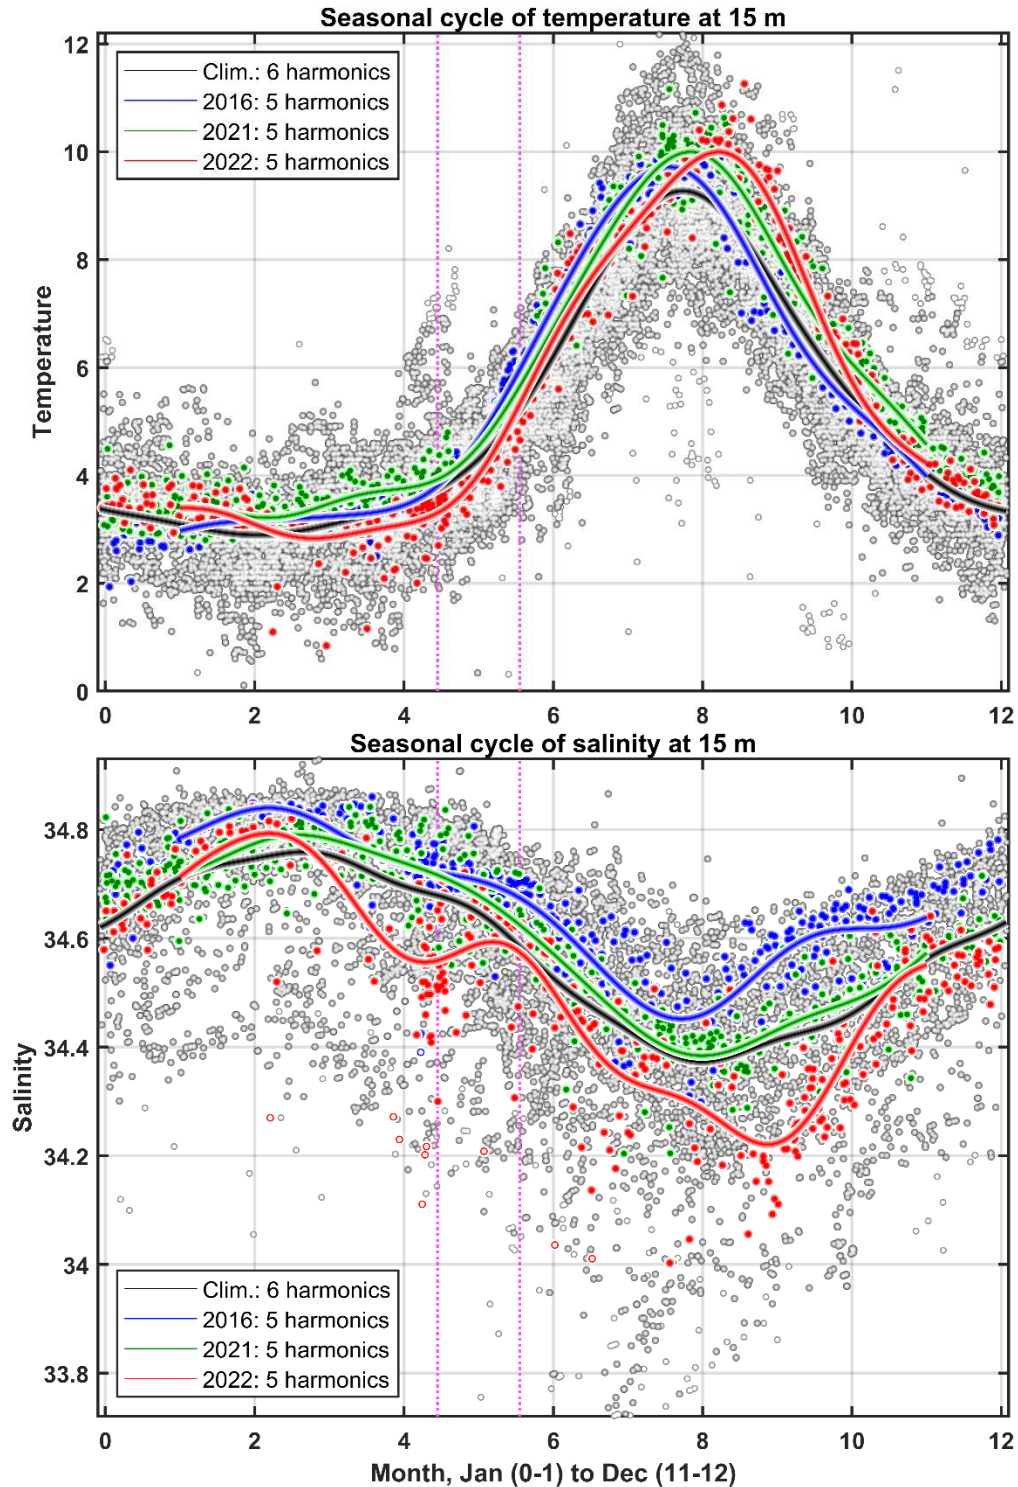 Seasonal cycle of temperature at 15 m
Clim.: 6 harmonics
2016: 5 harmonics
2021: 5 harmonics
2022: 5 harmonics
Temperature
12
10
8
6
4
2
0
0 2 4 6 8 10 12
Seasonal cycle of salinity at 15 m
Salinity
34.8
34.6
34.4
34.2
34
33.8
Clim.: 6 harmonics
2016: 5 harmonics
2021: 5 harmonics
2022: 5 harmonics
0 2 4 6 8 10 12
Month, Jan (0-1) to Dec (11-12)